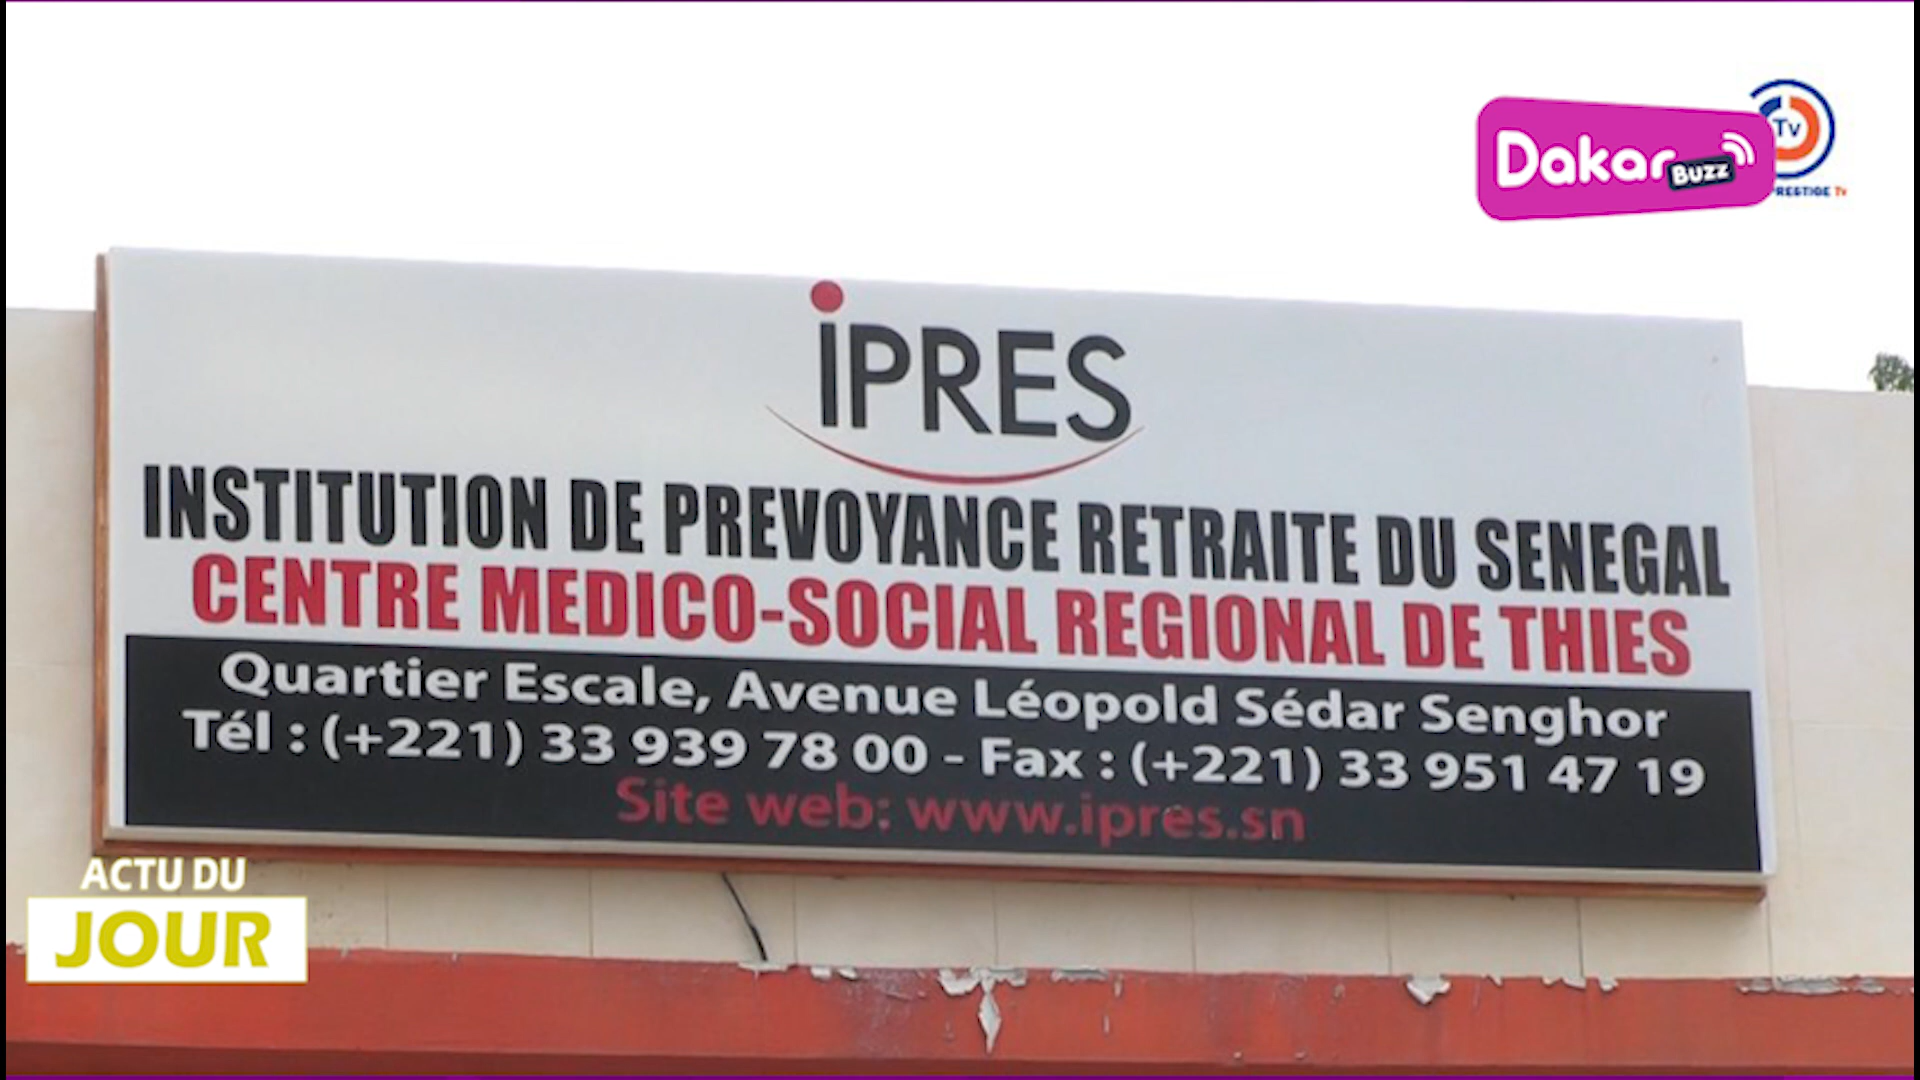 Dakar
Buzz
Tv
PRESTIGE Tv
iPRES
INSTITUTION DE PREVOYANCE RETRAITE DU SENEGAL
CENTRE MEDICO-SOCIAL REGIONAL DE THIES
Quartier Escale, Avenue Léopold Sédar Senghor
Tél : (+221) 33 939 78 00 - Fax : (+221) 33 951 47 19
Site web: www.ipres.sn
ACTU DU
JOUR